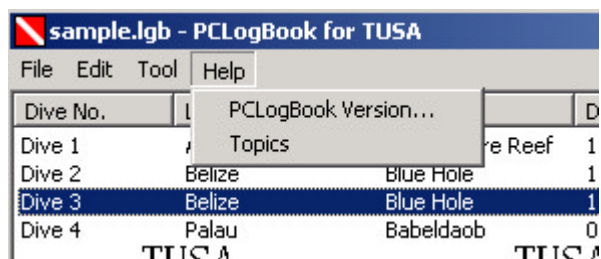 sample.lgb - PCLogBook for TUSA
File Edit Tool Help
Dive No.
PCLogBook Version...
Topics
Dive 1 re Reef 1
Dive 2 Belize Blue Hole 1
Dive 3 Belize Blue Hole 1
Dive 4 Palau Babeldaob 0
TUSA TUSA